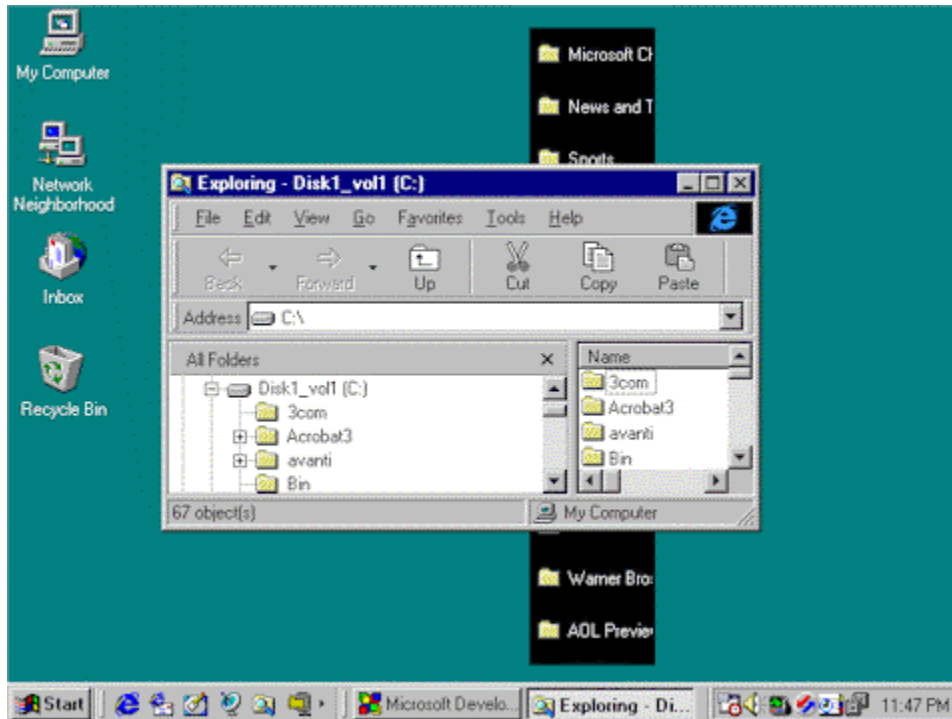 My Computer
Network
Neighborhood
Inbox
Recycle Bin
Microsoft Ch
News and T
Sports
Exploring - Disk1_vol1 (C:)
File Edit View Go Favorites Tools Help
Back Forward Up Cut Copy Paste
Address C:\
All Folders
Disk1_vol1 (C:)
3com
Acrobat3
avanti
Bin
Name
3com
Acrobat3
avanti
Bin
67 object(s) My Computer
Warner Bro
AOL Preview
Start Microsoft Develo... Exploring - Di... 11:47 PM